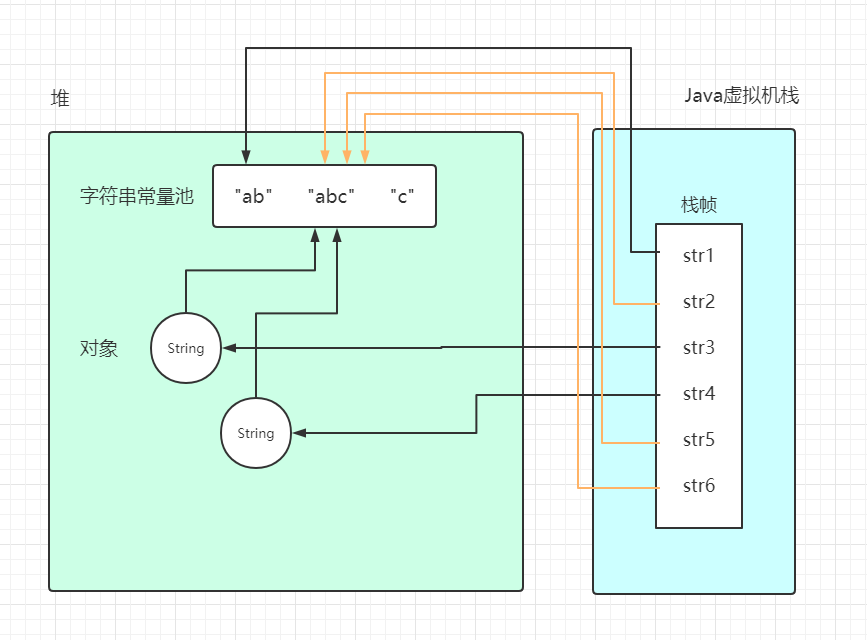 堆
Java虚拟机栈
字符串常量池
"ab" "abc" "c"
对象
String
String
栈帧
str1
str2
str3
str4
str5
str6